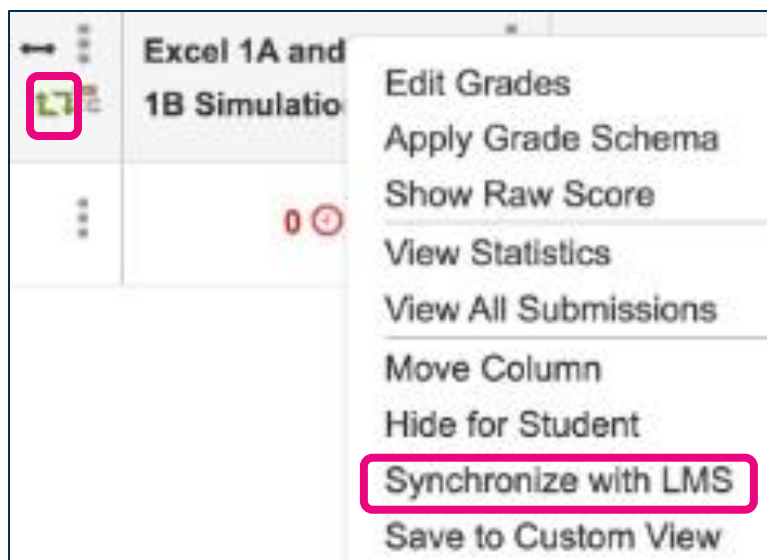 Excel 1A and
1B Simulatio
0
Edit Grades
Apply Grade Schema
Show Raw Score
View Statistics
View All Submissions
Move Column
Hide for Student
Synchronize with LMS
Save to Custom View